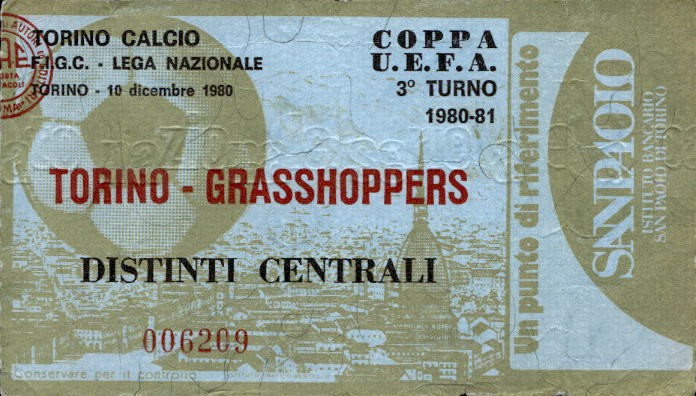 TORINO CALCIO
F.I.G.C. - LEGA NAZIONALE
TORINO - 10 dicembre 1980
COPPA
U.E.F.A.
3° TURNO
1980-81
TORINO - GRASSHOPPERS
DISTINTI CENTRALI
006209
Conservare per il controllo
Un punto di riferimento
SANPAOLO
ISTITUTO BANCARIO
SAN PAOLO DI TORINO